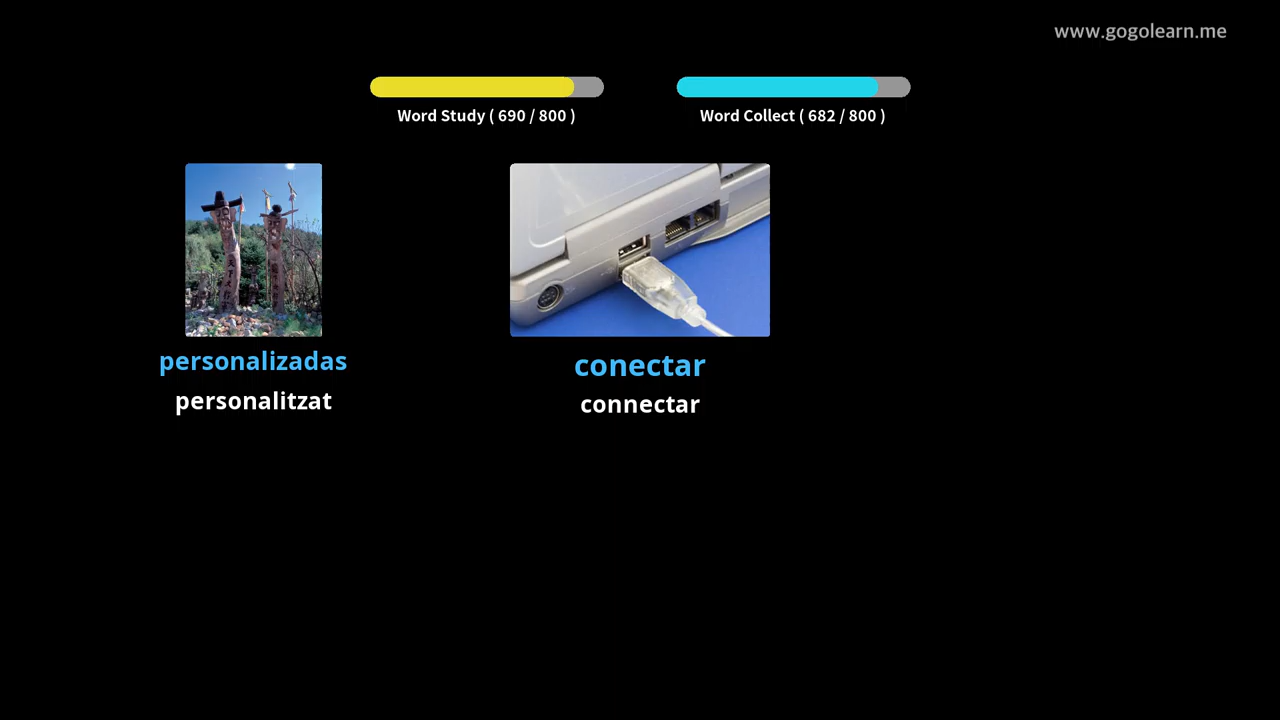 www.gogolearn.me
Word Study ( 690 / 800 )
Word Collect ( 682 / 800 )
personalizadas
personalitzat
conectar
connectar